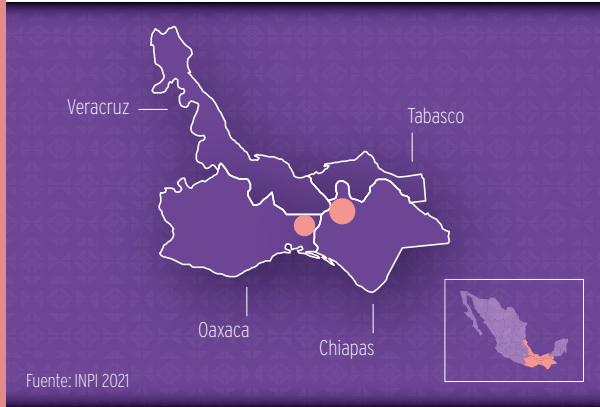 Veracruz
Tabasco
Oaxaca
Chiapas
Fuente: INPI 2021